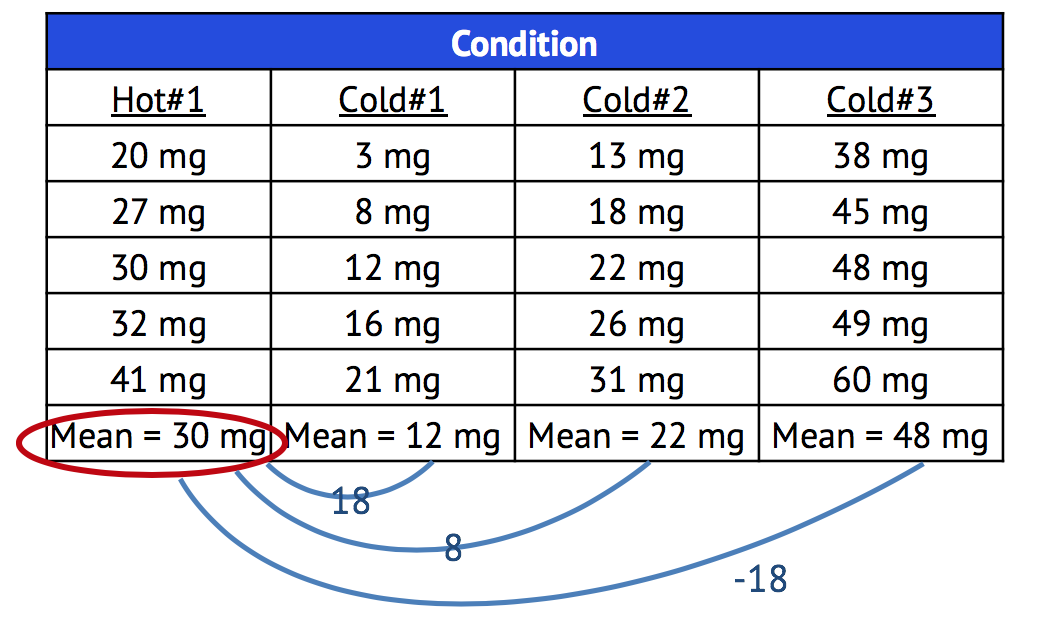 Condition
Hot#1 Cold#1 Cold#2 Cold#3
20 mg 3 mg 13 mg 38 mg
27 mg 8 mg 18 mg 45 mg
30 mg 12 mg 22 mg 48 mg
32 mg 16 mg 26 mg 49 mg
41 mg 21 mg 31 mg 60 mg
Mean = 30 mg Mean = 12 mg Mean = 22 mg Mean = 48 mg
18
8
-18